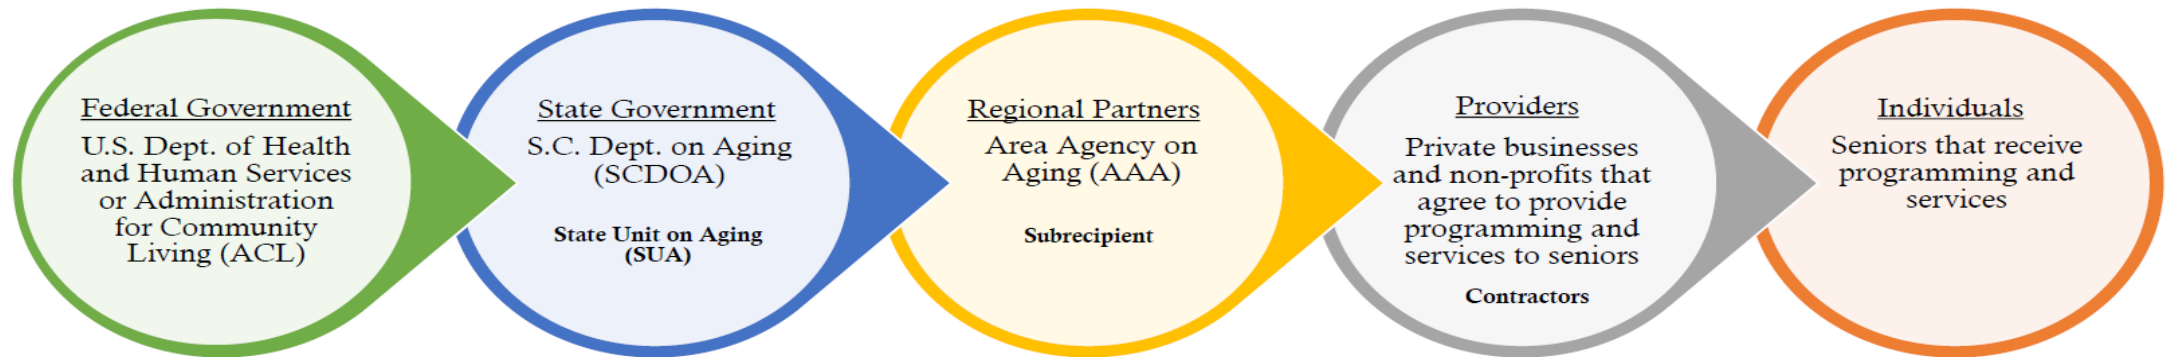 Federal Government
U.S. Dept. of Health
and Human Services
or Administration
for Community
Living (ACL)
State Government
S.C. Dept. on Aging
(SCDOA)
State Unit on Aging
(SUA)
Regional Partners
Area Agency on
Aging (AAA)
Subrecipient
Providers
Private businesses
and non-profits that
agree to provide
programming and
services to seniors
Contractors
Individuals
Seniors that receive
programming and
services